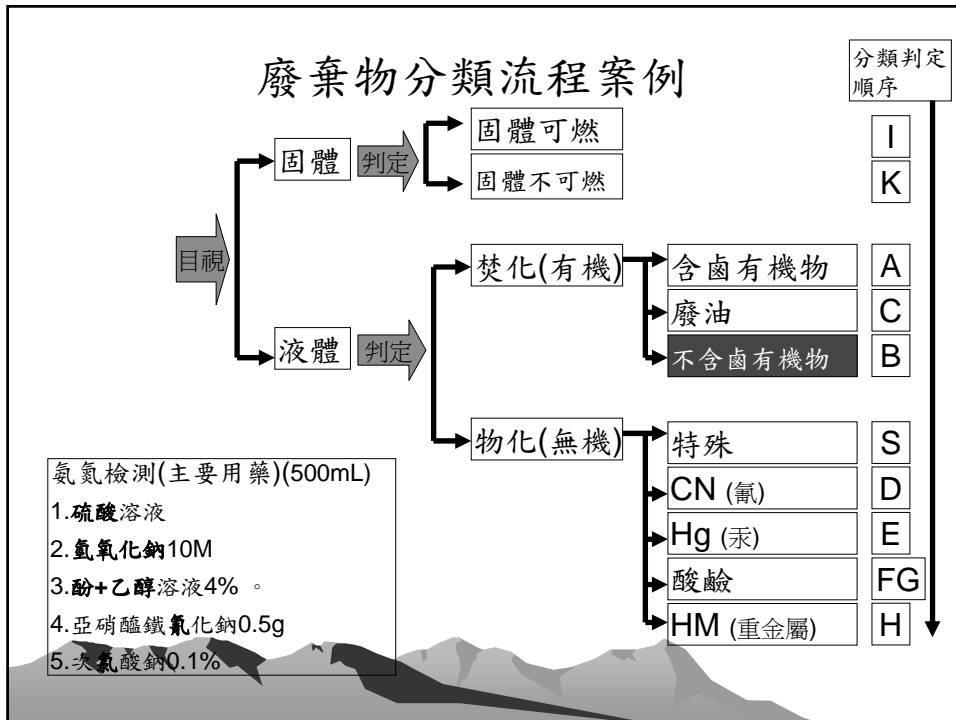 廢棄物分類流程案例
分類判定
順序
目視
固體
判定
固體可燃
I
固體不可燃
K
液體
判定
焚化(有機)
含鹵有機物
A
廢油
C
不含鹵有機物
B
物化(無機)
特殊
S
CN (氰)
D
Hg (汞)
E
酸鹼
FG
HM (重金屬)
H
氨氮檢測(主要用藥)(500mL)
1.硫酸溶液
2.氫氧化鈉10M
3.酚+乙醇溶液4% 。
4.亞硝醯鐵氰化鈉0.5g
5.次氯酸鈉0.1%